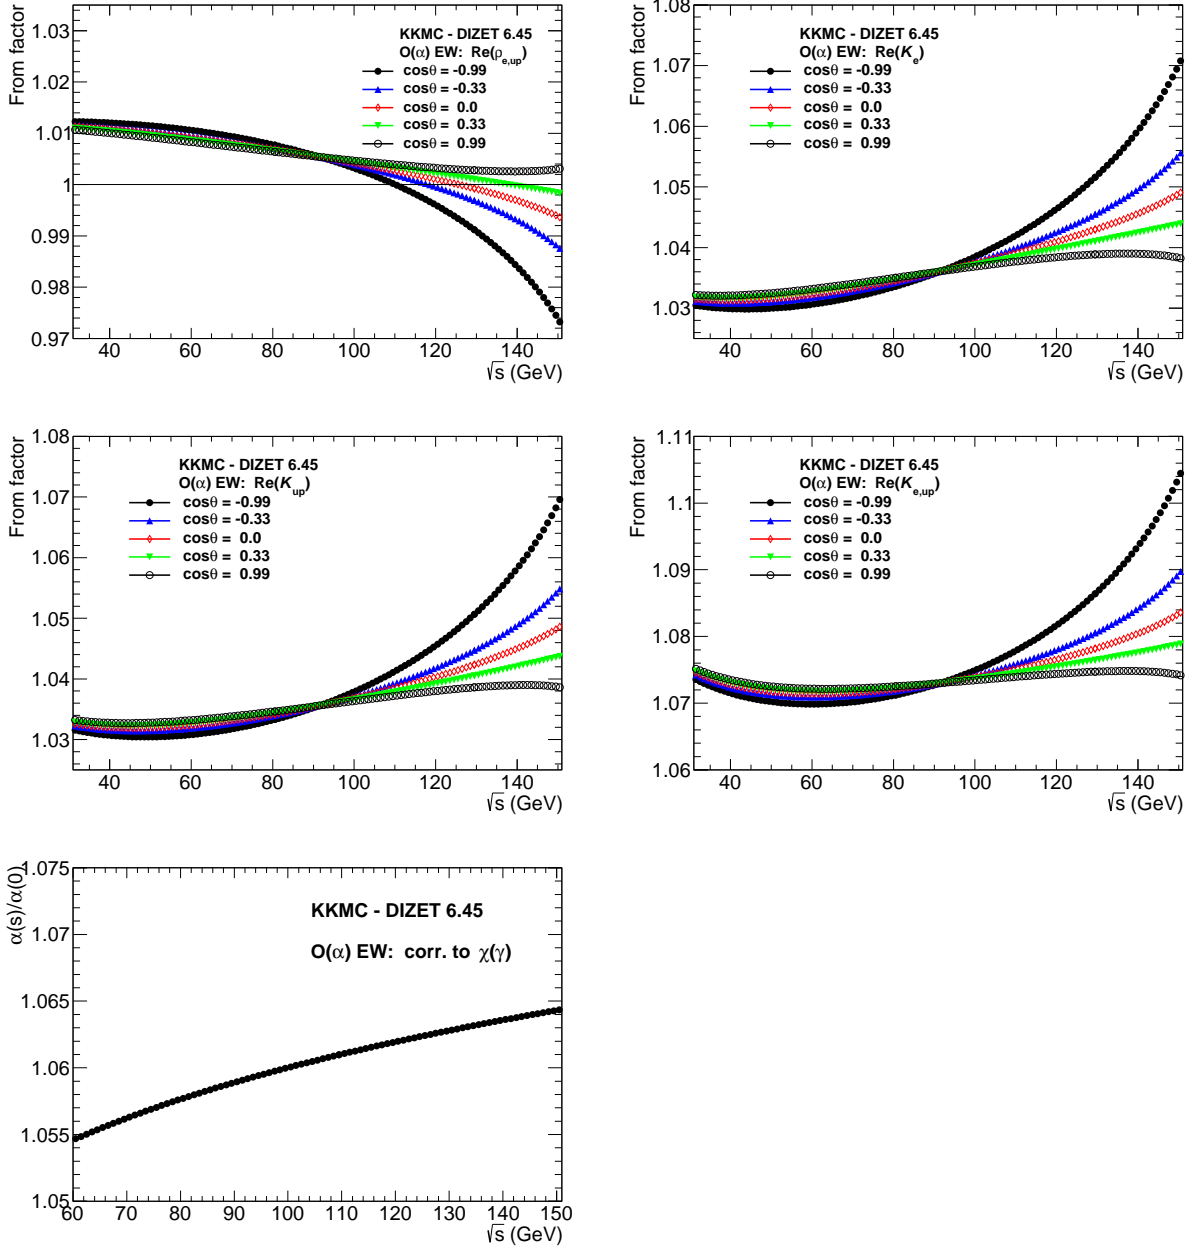 From factor
1.03
1.02
1.01
1
0.99
0.98
0.97
KKMC - DIZET 6.45
O(α) EW: Re(ρe,up)
cosθ = -0.99
cosθ = -0.33
cosθ = 0.0
cosθ = 0.33
cosθ = 0.99
40 60 80 100 120 140
√s (GeV)
From factor
1.08
1.07
1.06
1.05
1.04
1.03
KKMC - DIZET 6.45
O(α) EW: Re(Ke)
cosθ = -0.99
cosθ = -0.33
cosθ = 0.0
cosθ = 0.33
cosθ = 0.99
40 60 80 100 120 140
√s (GeV)
From factor
1.08
1.07
1.06
1.05
1.04
1.03
KKMC - DIZET 6.45
O(α) EW: Re(Kup)
cosθ = -0.99
cosθ = -0.33
cosθ = 0.0
cosθ = 0.33
cosθ = 0.99
40 60 80 100 120 140
√s (GeV)
From factor
1.11
1.1
1.09
1.08
1.07
1.06
KKMC - DIZET 6.45
O(α) EW: Re(Ke,up)
cosθ = -0.99
cosθ = -0.33
cosθ = 0.0
cosθ = 0.33
cosθ = 0.99
40 60 80 100 120 140
√s (GeV)
α(s)/α(0)
1.075
1.07
1.065
1.06
1.055
1.05
KKMC - DIZET 6.45
O(α) EW: corr. to χ(γ)
60 70 80 90 100 110 120 130 140 150
√s (GeV)